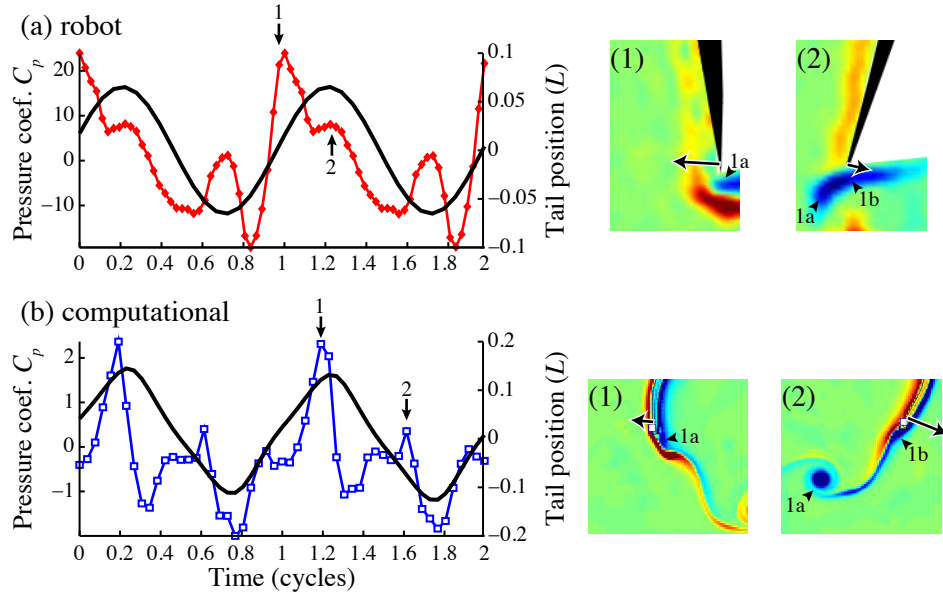 (a) robot
1
2
Pressure coef. Cp
20
10
0
−10
0.1
0.05
0
−0.05
−0.1
Tail position (L)
0 0.2 0.4 0.6 0.8 1 1.2 1.4 1.6 1.8 2
(1)
1a
(2)
1a
1b
(b) computational
1
2
Pressure coef. Cp
2
1
0
−1
0.2
0.1
0
−0.1
−0.2
Tail position (L)
0 0.2 0.4 0.6 0.8 1 1.2 1.4 1.6 1.8 2
Time (cycles)
(1)
1a
(2)
1b
1a